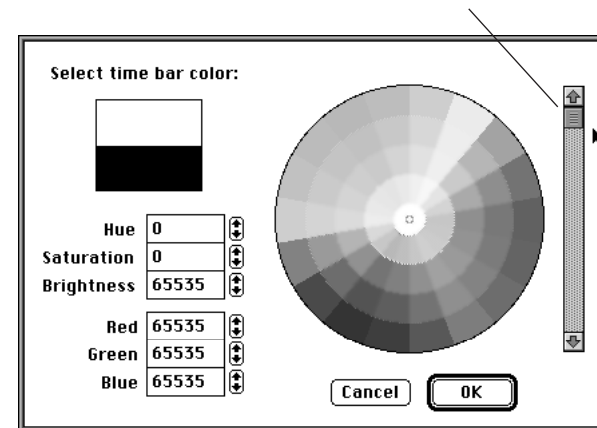 Select time bar color:
Hue 0
Saturation 0
Brightness 65535
Red 65535
Green 65535
Blue 65535
Cancel OK